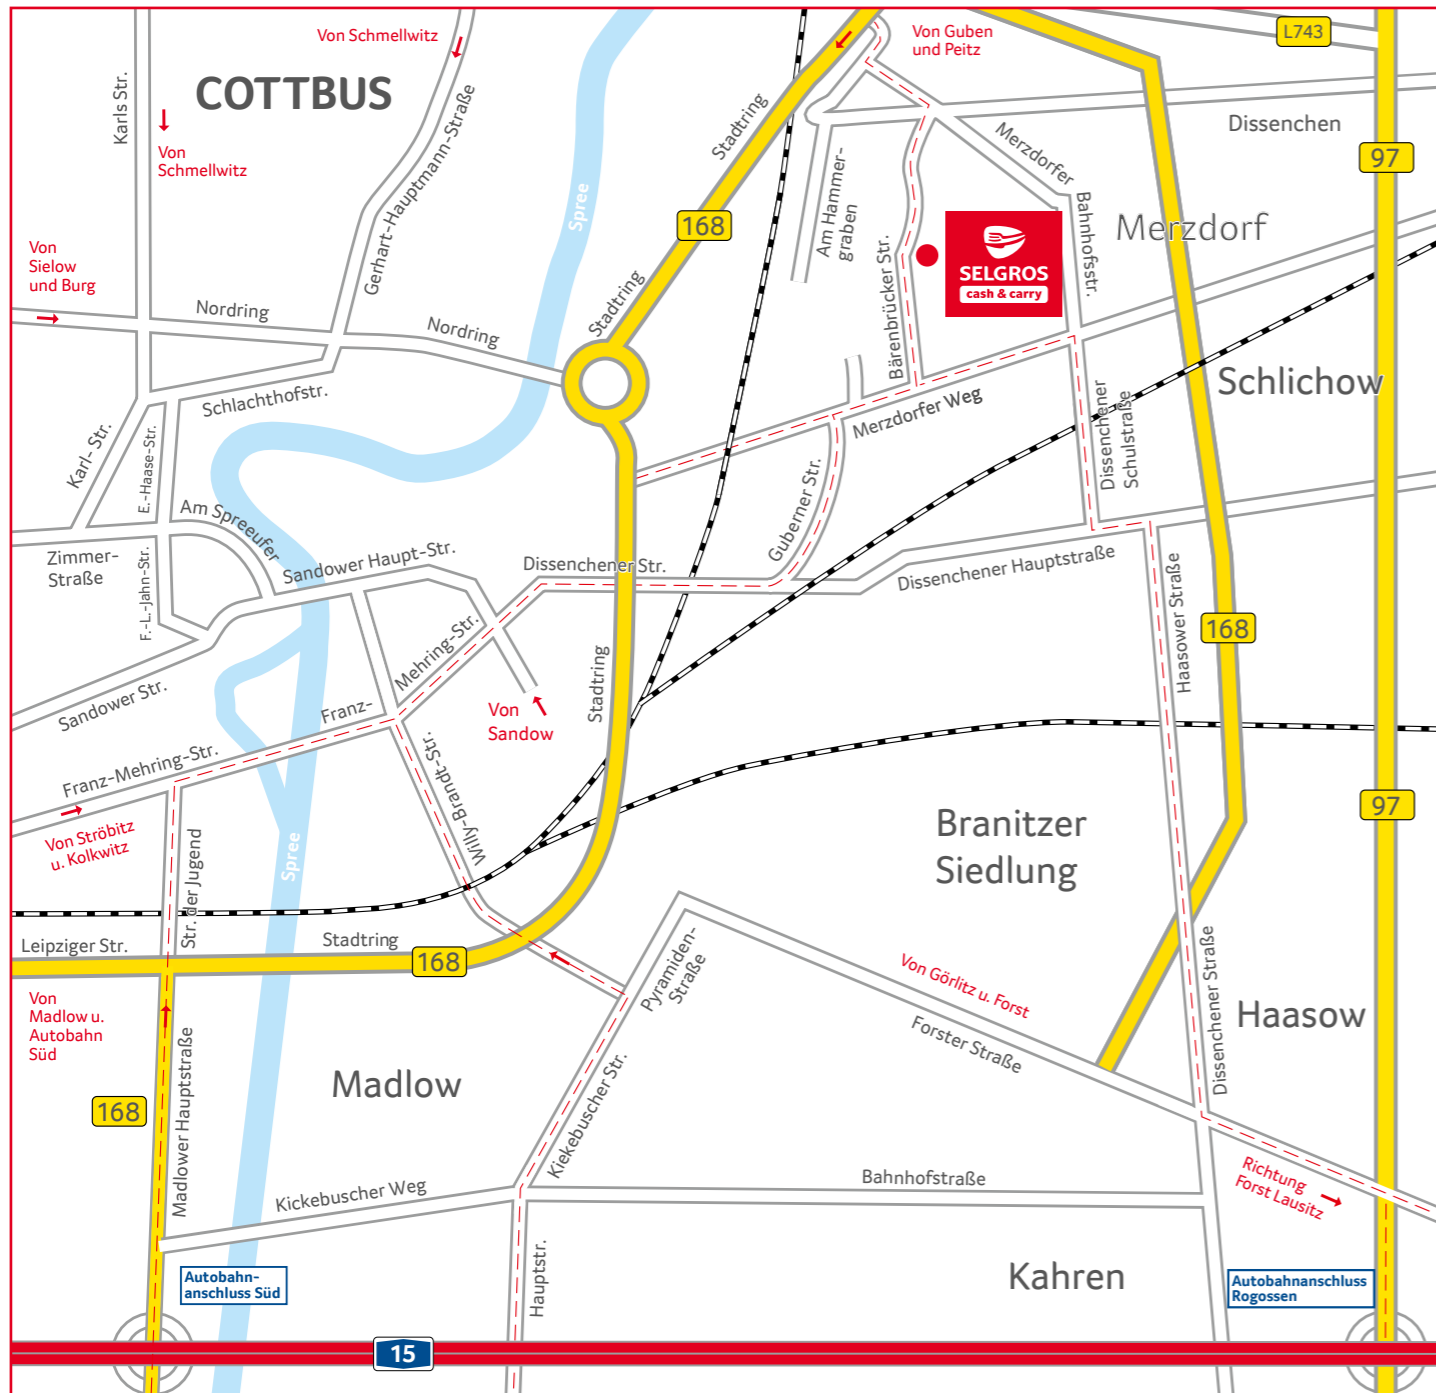 Von Schmellwitz
Von Guben
und Peitz
L743
COTTBUS
Karls Str.
Gerhart-Hauptmann-Straße
Stadtring
Dissenchen
Von
Schmellwitz
Merzdorfer
97
Am Hammer-
graben
Spree
168
Bahnhofsstr.
Merzdorf
Von
Sielow
und Burg
Bärenbrücker Str.
SELGROS
cash & carry
Nordring
Nordring
Stadtring
Schlachthofstr.
Merzdorfer Weg
Dissenchener
Schulstraße
Schlichow
Karl- Str.
E.-Haase-Str.
Am Spreeufer
Guberner Str.
Zimmer-
Straße
F.-L.-Jahn-Str.
Sandower Haupt-Str.
Dissenchener Str.
Dissenchener Hauptstraße
Haasower Straße
168
Mehring-Str.
Stadtring
Sandower Str.
Franz-
Von
Sandow
Franz-Mehring-Str.
Willy-Brandt-Str.
97
Von Ströbitz
u. Kolkwitz
Spree
Branitzer
Siedlung
Str. der Jugend
Leipziger Str.
Stadtring
168
Pyramiden-
Straße
Von Görlitz u. Forst
Dissenchener Straße
Von
Madlow u.
Autobahn
Süd
Haasow
Forster Straße
Madlow
Madlower Hauptstraße
168
Kiekebuscher Str.
Kickebuscher Weg
Bahnhofstraße
Richtung
Forst Lausitz
Hauptstr.
Autobahn-
anschluss Süd
Kahren
Autobahnanschluss
Rogossen
15